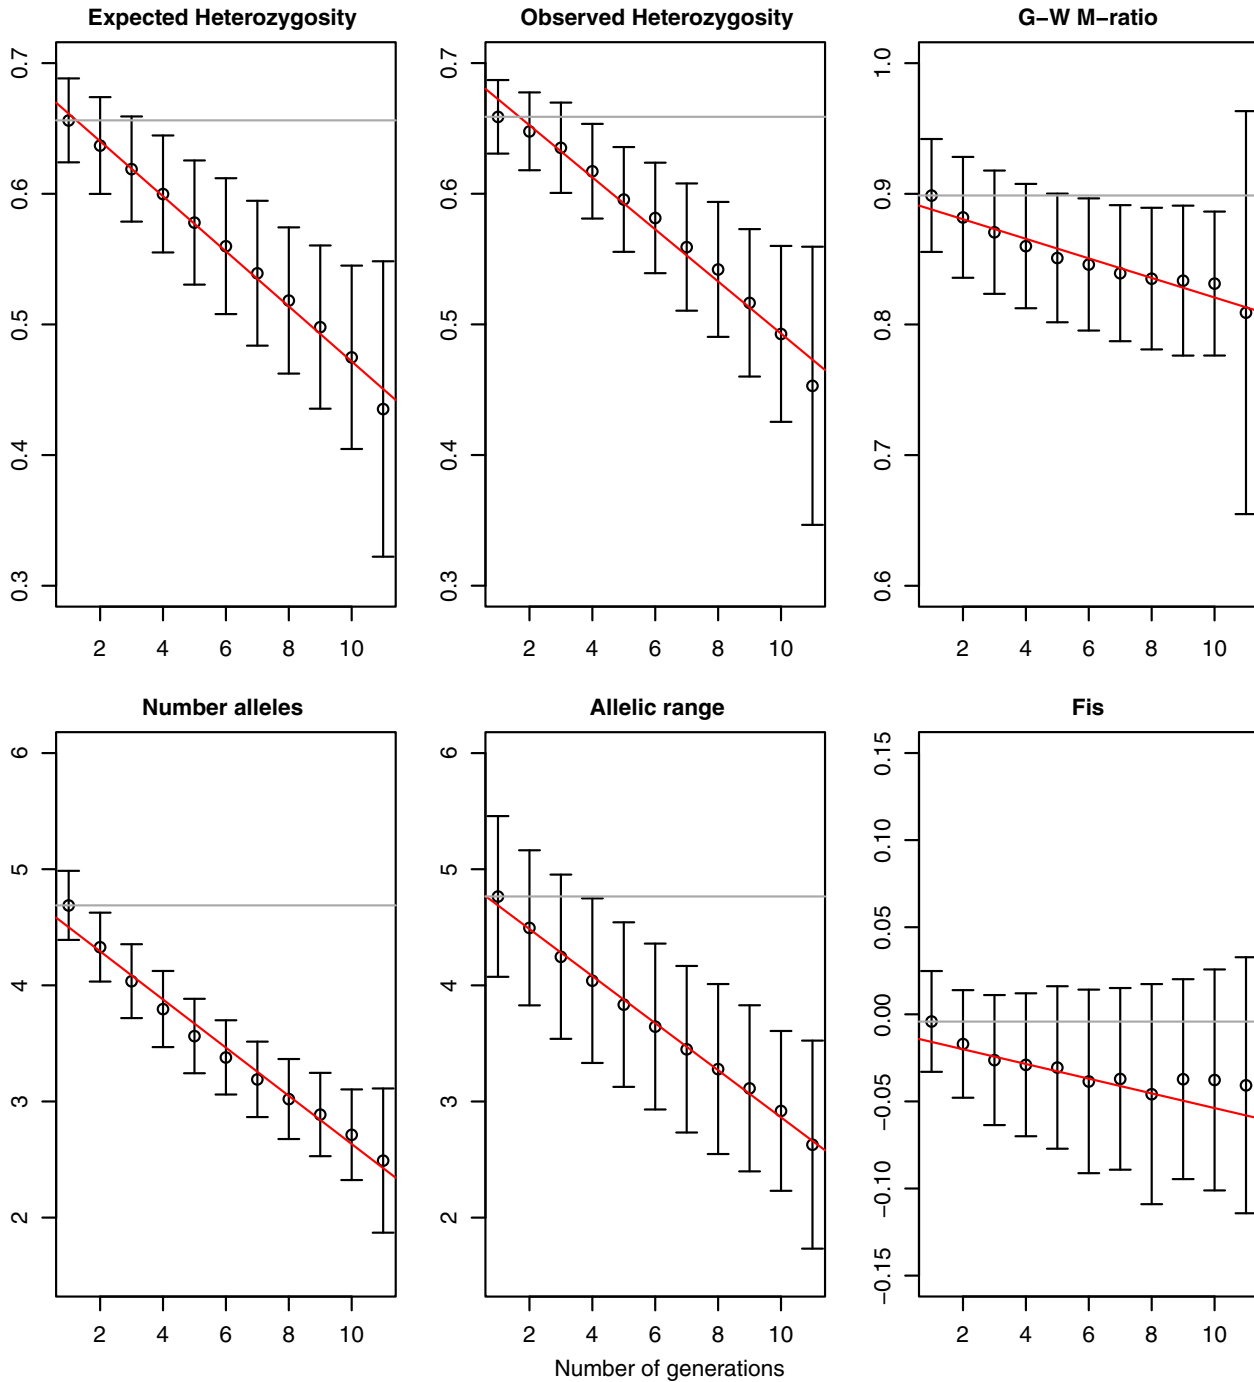 Expected Heterozygosity
0.7
0.6
0.5
0.4
0.3
2 4 6 8 10
Observed Heterozygosity
0.7
0.6
0.5
0.4
0.3
2 4 6 8 10
G−W M−ratio
1.0
0.9
0.8
0.7
0.6
2 4 6 8 10
Number alleles
6
5
4
3
2
2 4 6 8 10
Allelic range
6
5
4
3
2
2 4 6 8 10
Number of generations
Fis
0.15
0.10
0.05
0.00
−0.05
−0.10
−0.15
2 4 6 8 10